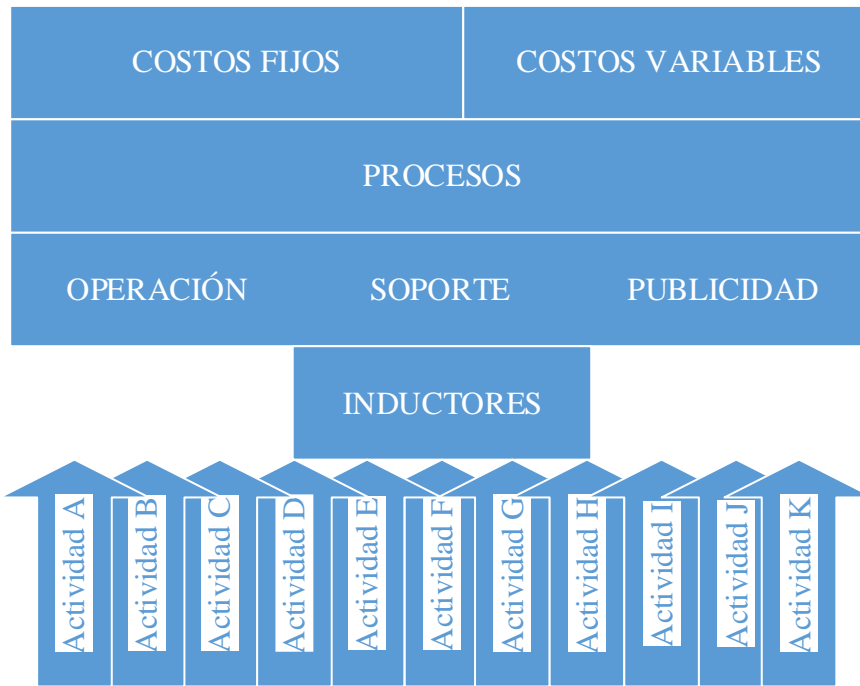 COSTOS FIJOS
COSTOS VARIABLES
PROCESOS
OPERACIÓN
SOPORTE
PUBLICIDAD
INDUCTORES
Actividad A
Actividad B
Actividad C
Actividad D
Actividad E
Actividad F
Actividad G
Actividad H
Actividad I
Actividad J
Actividad K